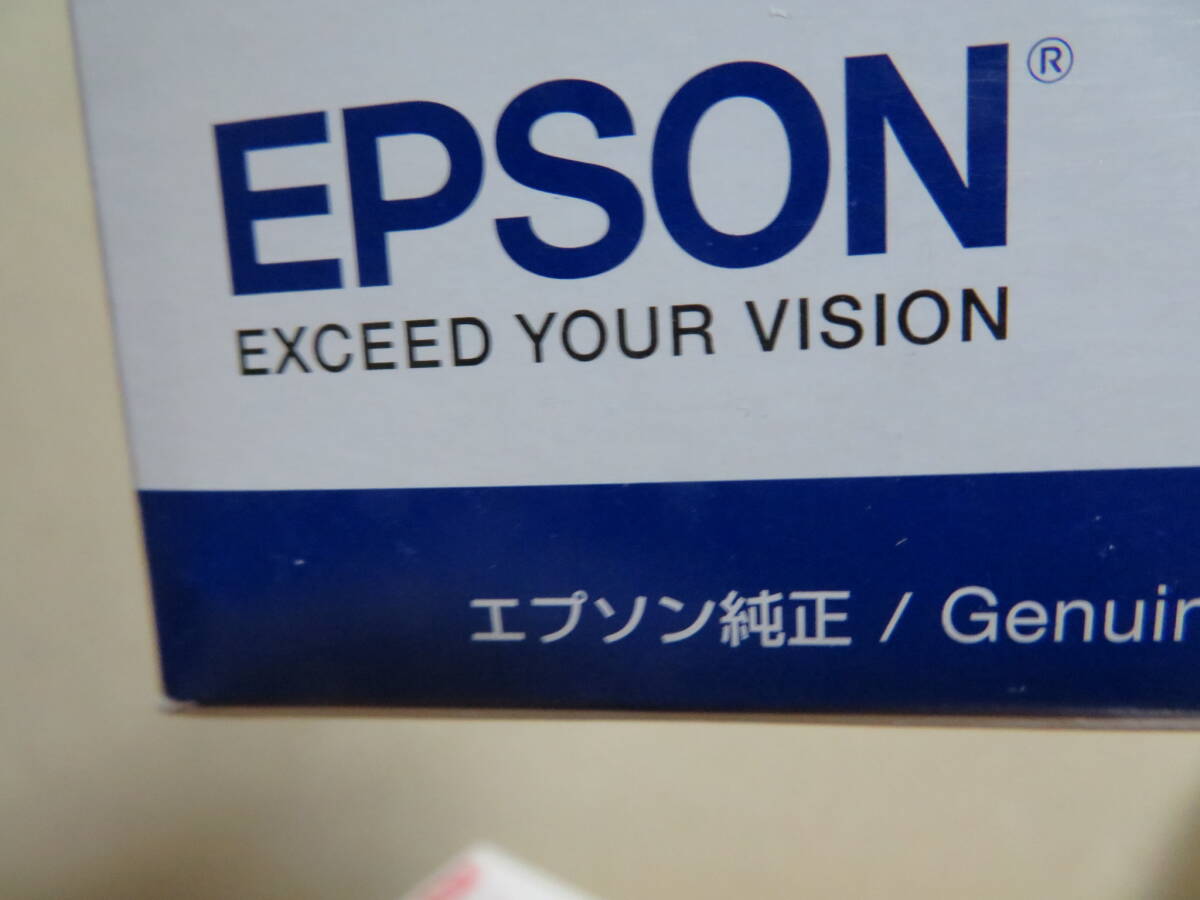 EPSON®
EXCEED YOUR VISION
エプソン純正 / Genuin